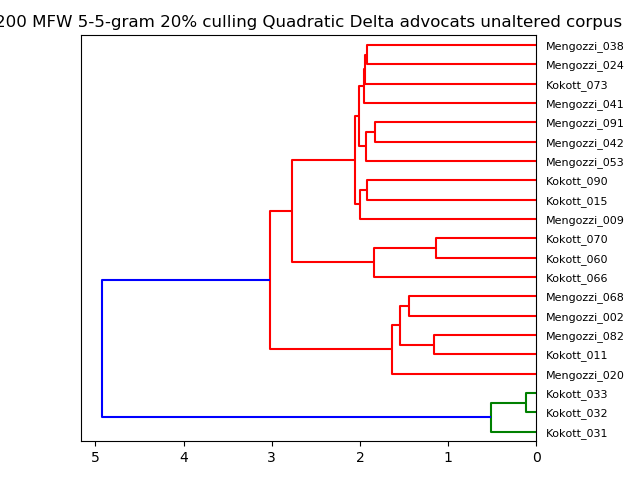 200 MFW 5-5-gram 20% culling Quadratic Delta advocats unaltered corpus
Mengozzi_038
Mengozzi_024
Kokott_073
Mengozzi_041
Mengozzi_091
Mengozzi_042
Mengozzi_053
Kokott_090
Kokott_015
Mengozzi_009
Kokott_070
Kokott_060
Kokott_066
Mengozzi_068
Mengozzi_002
Mengozzi_082
Kokott_011
Mengozzi_020
Kokott_033
Kokott_032
Kokott_031
5 4 3 2 1 0